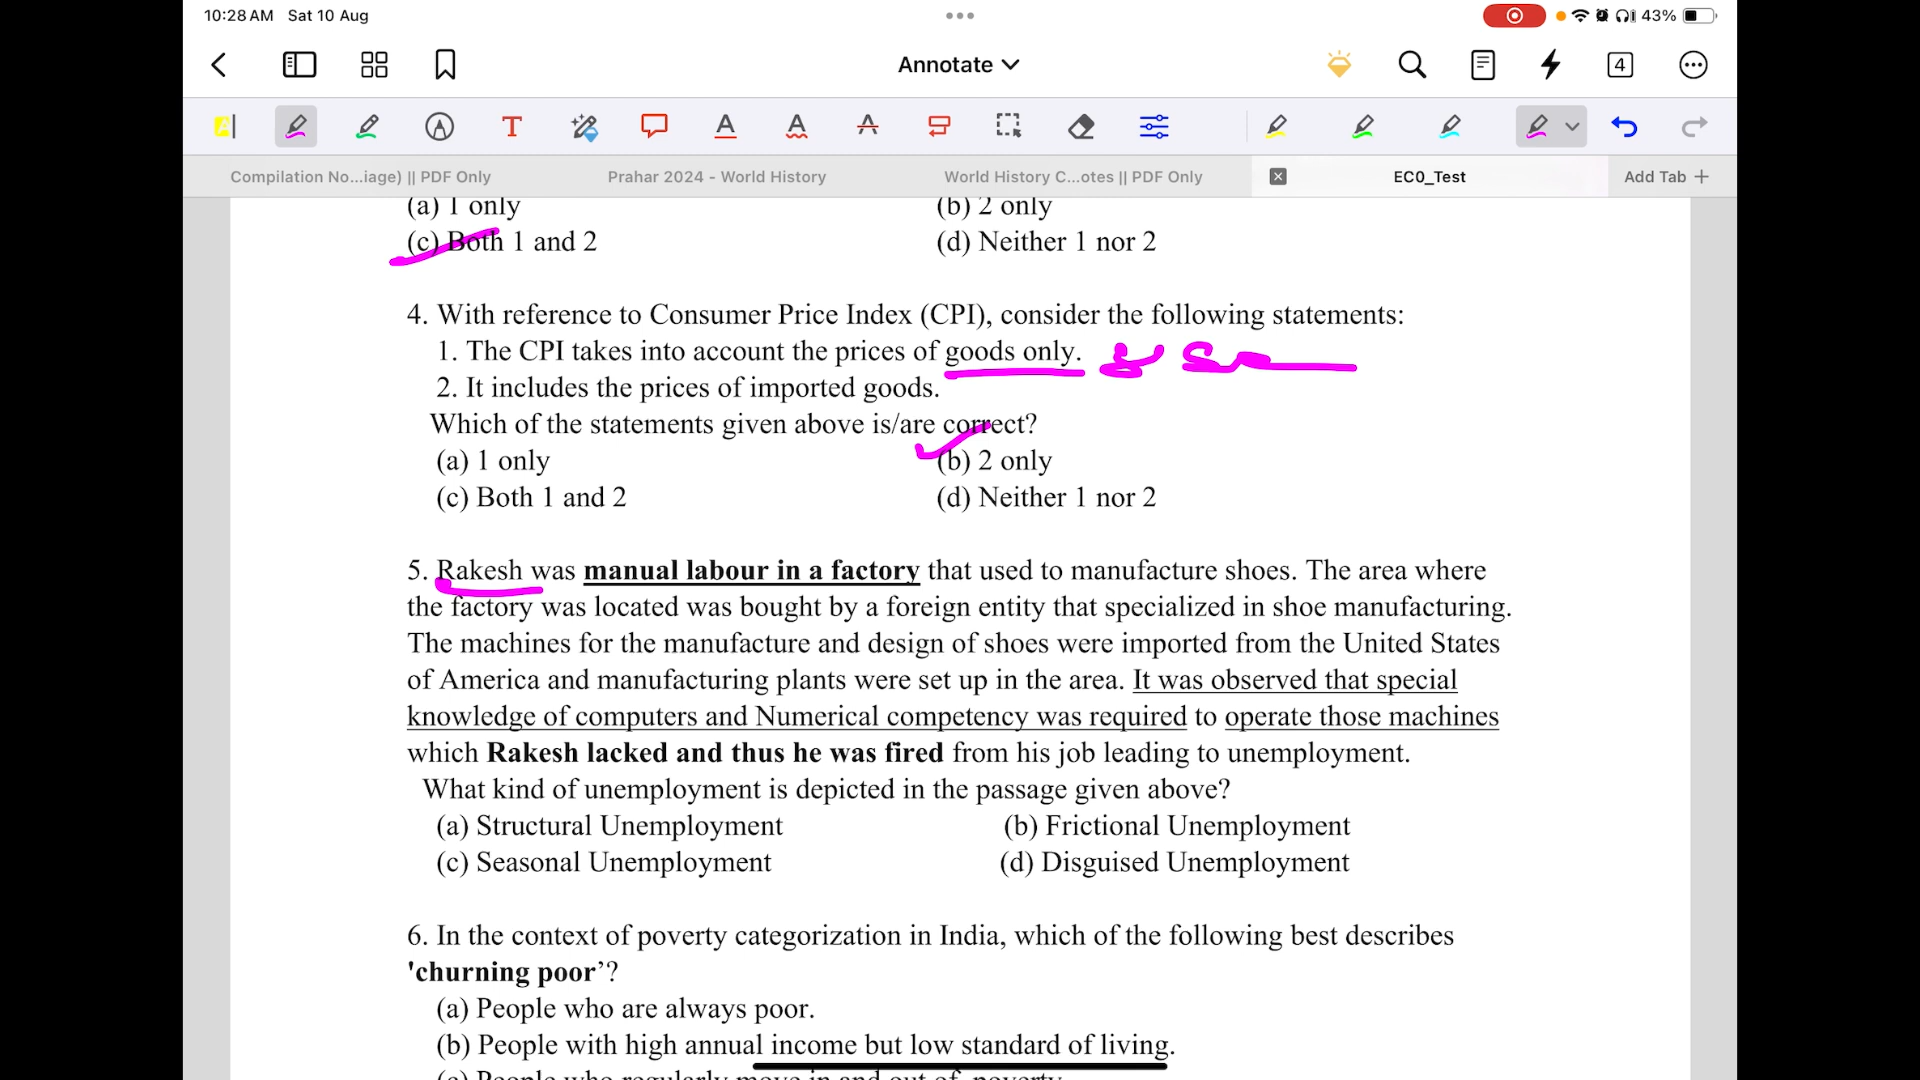 10:28 AM Sat 10 Aug
43%
Annotate
4
T
A
A
A
Compilation No...iage) || PDF Only
Prahar 2024 - World History
World History C...otes || PDF Only
EC0_Test
Add Tab +
(a) 1 only (b) 2 only
(c) Both 1 and 2 (d) Neither 1 nor 2
4. With reference to Consumer Price Index (CPI), consider the following statements:
1. The CPI takes into account the prices of goods only.
2. It includes the prices of imported goods.
Which of the statements given above is/are correct?
(a) 1 only (b) 2 only
(c) Both 1 and 2 (d) Neither 1 nor 2
5. Rakesh was manual labour in a factory that used to manufacture shoes. The area where
the factory was located was bought by a foreign entity that specialized in shoe manufacturing.
The machines for the manufacture and design of shoes were imported from the United States
of America and manufacturing plants were set up in the area. It was observed that special
knowledge of computers and Numerical competency was required to operate those machines
which Rakesh lacked and thus he was fired from his job leading to unemployment.
What kind of unemployment is depicted in the passage given above?
(a) Structural Unemployment (b) Frictional Unemployment
(c) Seasonal Unemployment (d) Disguised Unemployment
6. In the context of poverty categorization in India, which of the following best describes
'churning poor’?
(a) People who are always poor.
(b) People with high annual income but low standard of living.
(c) People who regularly move in and out of poverty